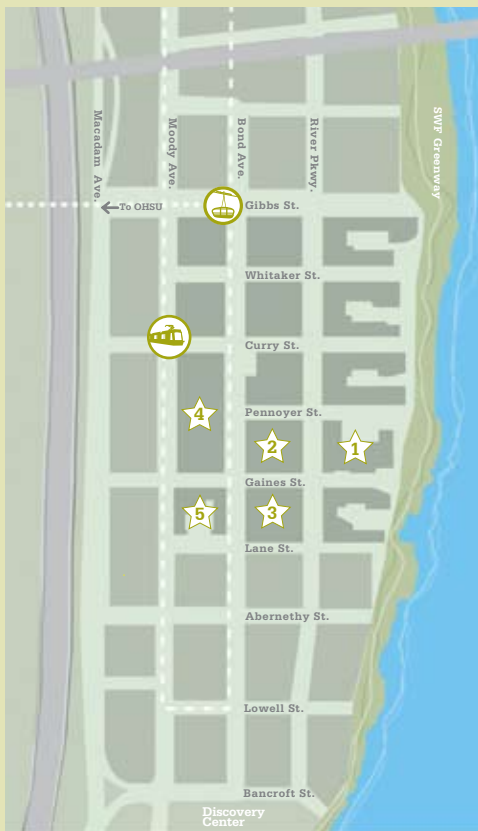 Macadam Ave.
Moody Ave.
Bond Ave.
River Pkwy.
SWF Greenway
To OHSU
Gibbs St.
Whitaker St.
Curry St.
Pennoyer St.
4
2
1
Gaines St.
5
3
Lane St.
Abernethy St.
Lowell St.
Bancroft St.
Discovery
Center